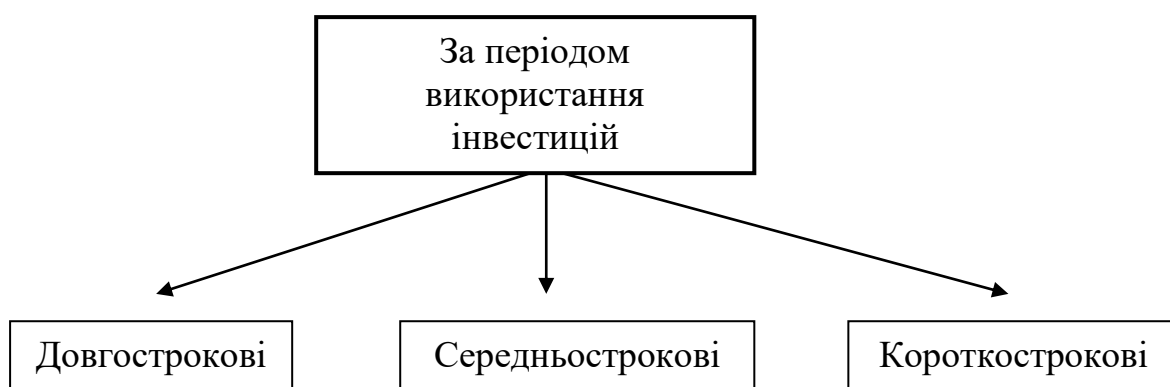 За періодом
використання
інвестицій
Довгострокові
Середньострокові
Короткострокові